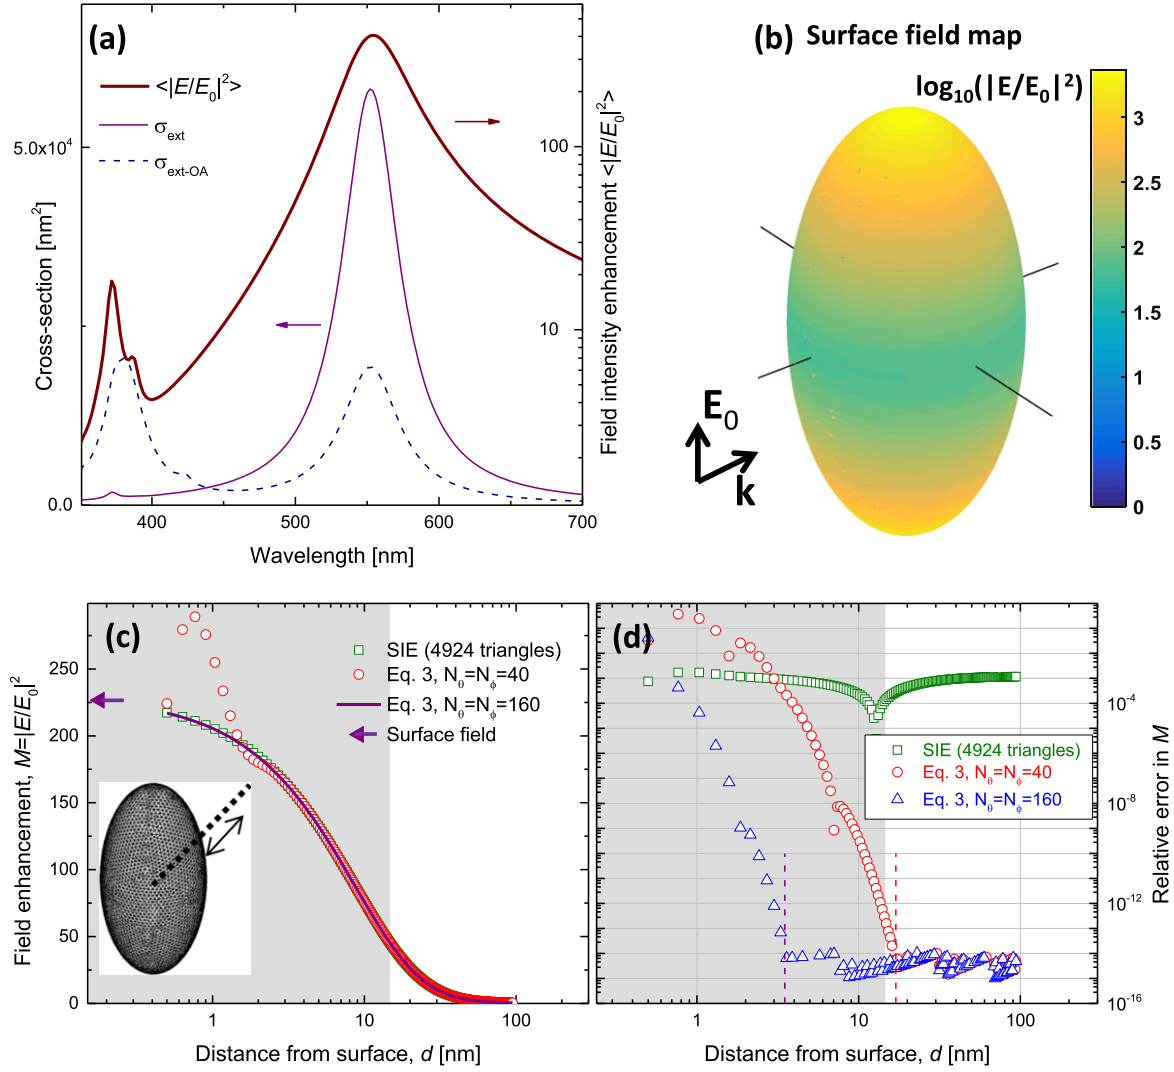 (a)
<|E/E₀|²>
σext
σext-OA
5.0x10⁴
0.0
Cross-section [nm²]
400
500
600
700
Wavelength [nm]
100
10
Field intensity enhancement <|E/E₀|²>
(b) Surface field map
log₁₀(|E/E₀|²)
3
2.5
2
1.5
1
0.5
0
E₀
k
(c)
SIE (4924 triangles)
Eq. 3, Nθ=Nϕ=40
Eq. 3, Nθ=Nϕ=160
Surface field
250
200
150
100
50
0
Field enhancement, M=|E/E₀|²
1
10
100
Distance from surface, d [nm]
(d)
SIE (4924 triangles)
Eq. 3, Nθ=Nϕ=40
Eq. 3, Nθ=Nϕ=160
10⁻⁴
10⁻⁸
10⁻¹²
10⁻¹⁶
Relative error in M
1
10
100
Distance from surface, d [nm]